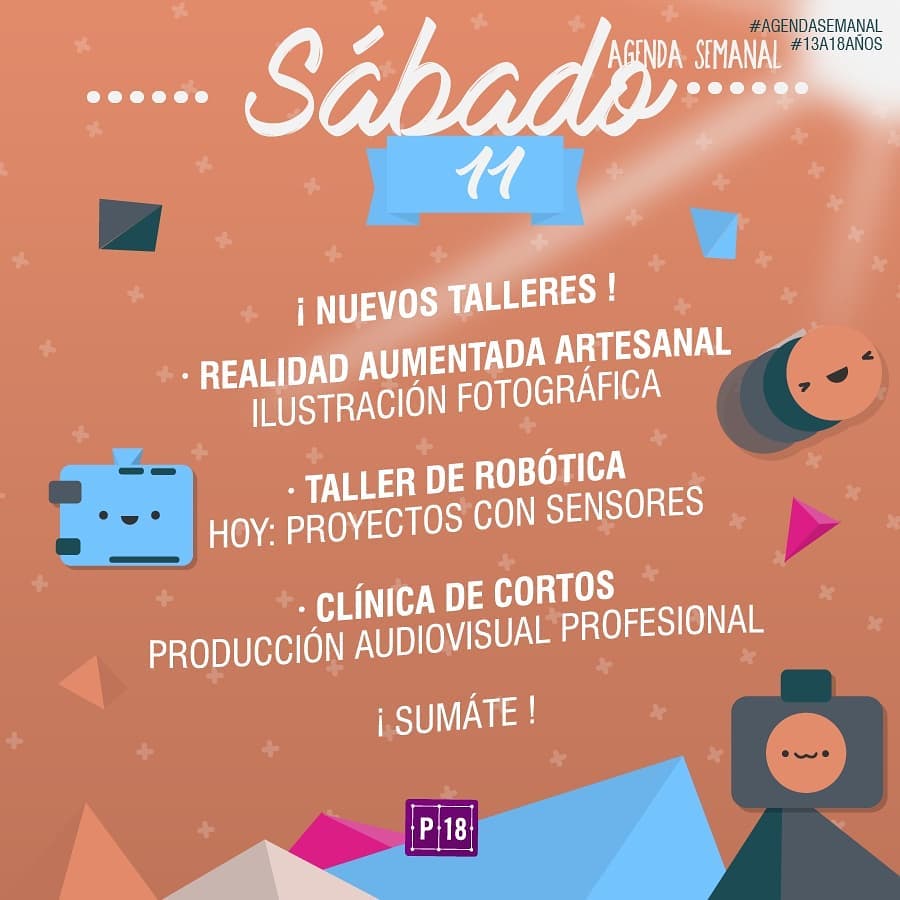 #AGENDASEMANAL
#13A18AÑOS
AGENDA SEMANAL
Sábado
11
¡ NUEVOS TALLERES !
· REALIDAD AUMENTADA ARTESANAL
ILUSTRACIÓN FOTOGRÁFICA
· TALLER DE ROBÓTICA
HOY: PROYECTOS CON SENSORES
· CLÍNICA DE CORTOS
PRODUCCIÓN AUDIOVISUAL PROFESIONAL
¡ SUMÁTE !
P 18